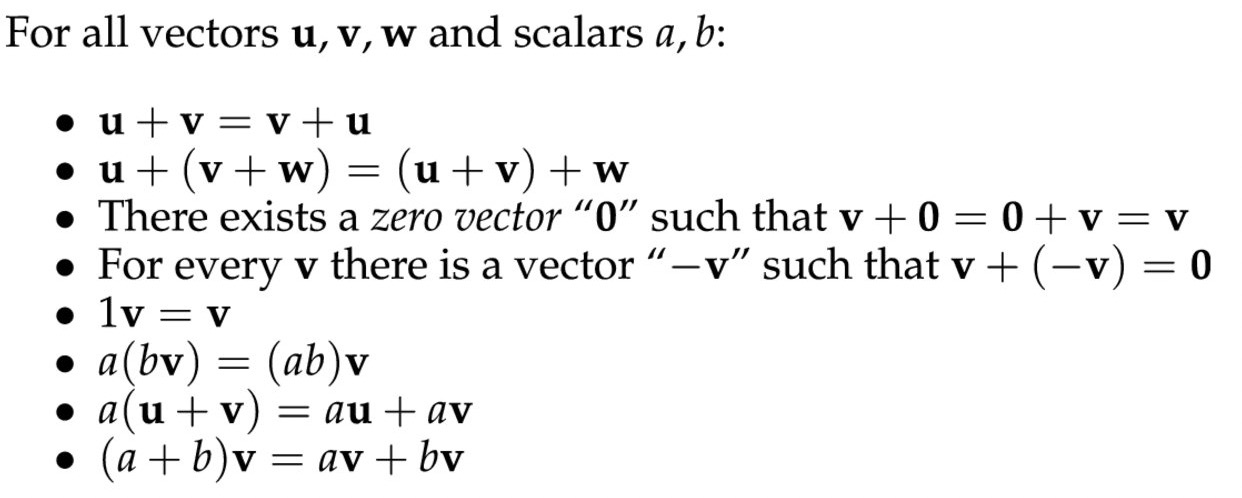 For all vectors u, v, w and scalars a, b:
• u + v = v + u
• u + (v + w) = (u + v) + w
• There exists a zero vector “0” such that v + 0 = 0 + v = v
• For every v there is a vector “−v” such that v + (−v) = 0
• 1v = v
• a(bv) = (ab)v
• a(u + v) = au + av
• (a + b)v = av + bv